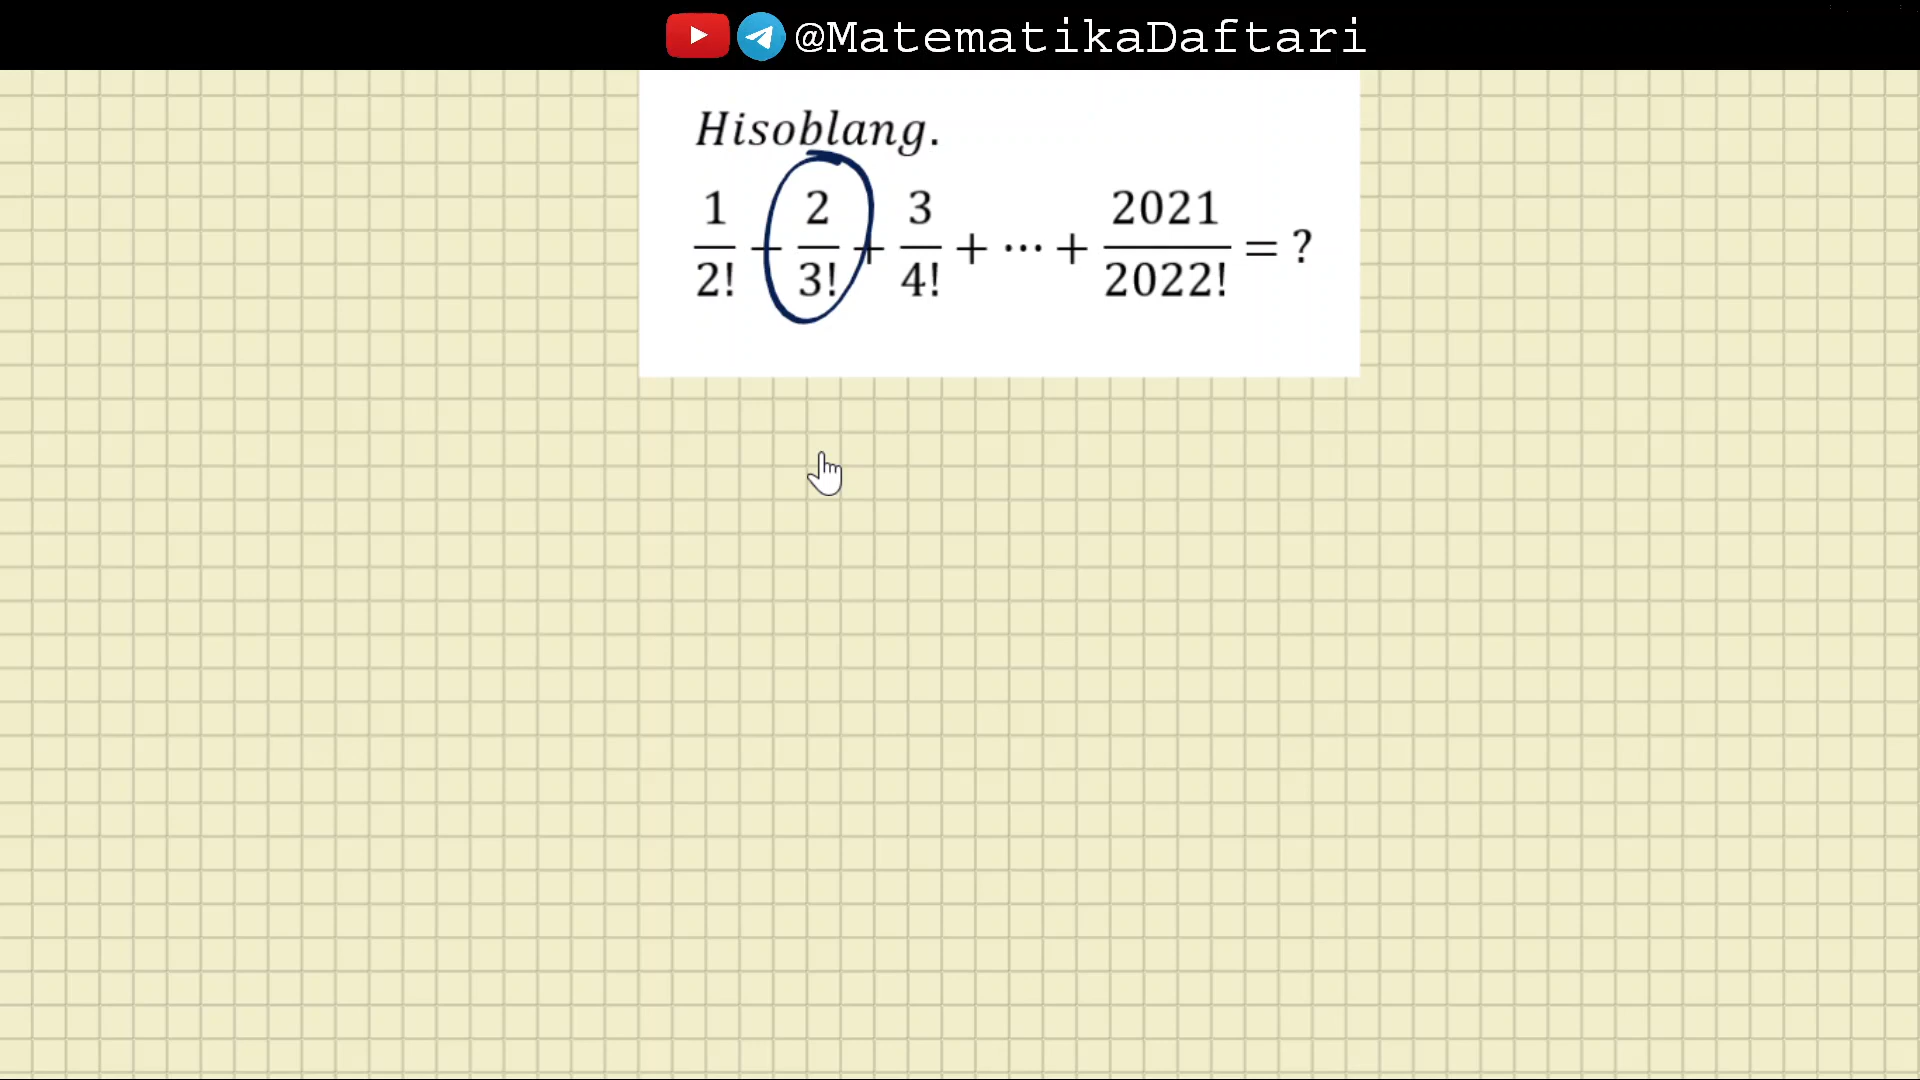 @MatematikaDaftari
Hisoblang.
1/2! + 2/3! + 3/4! + ⋯ + 2021/2022! = ?